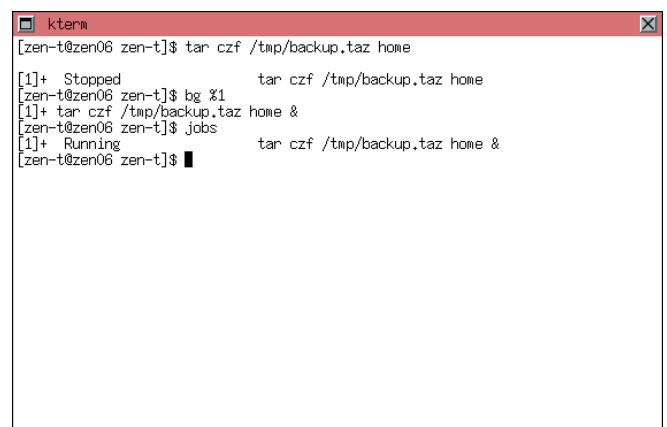 kterm
[zen-t@zen06 zen-t]$ tar czf /tmp/backup.taz home
[1]+  Stopped                 tar czf /tmp/backup.taz home
[zen-t@zen06 zen-t]$ bg %1
[1]+ tar czf /tmp/backup.taz home &
[zen-t@zen06 zen-t]$ jobs
[1]+  Running                 tar czf /tmp/backup.taz home &
[zen-t@zen06 zen-t]$